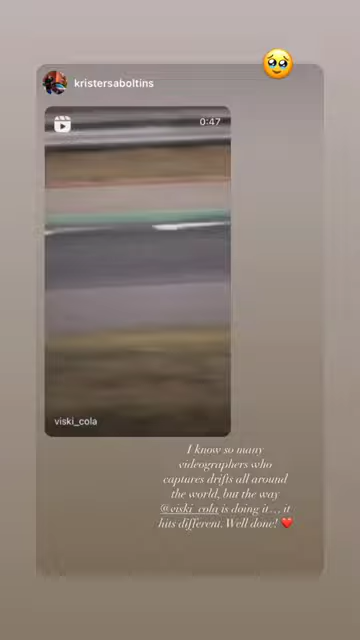 kristersaboltins
0:47
viski_cola
I know so many
videographers who
captures drifts all around
the world, but the way
@viski_cola is doing it… it
hits different. Well done! ❤️